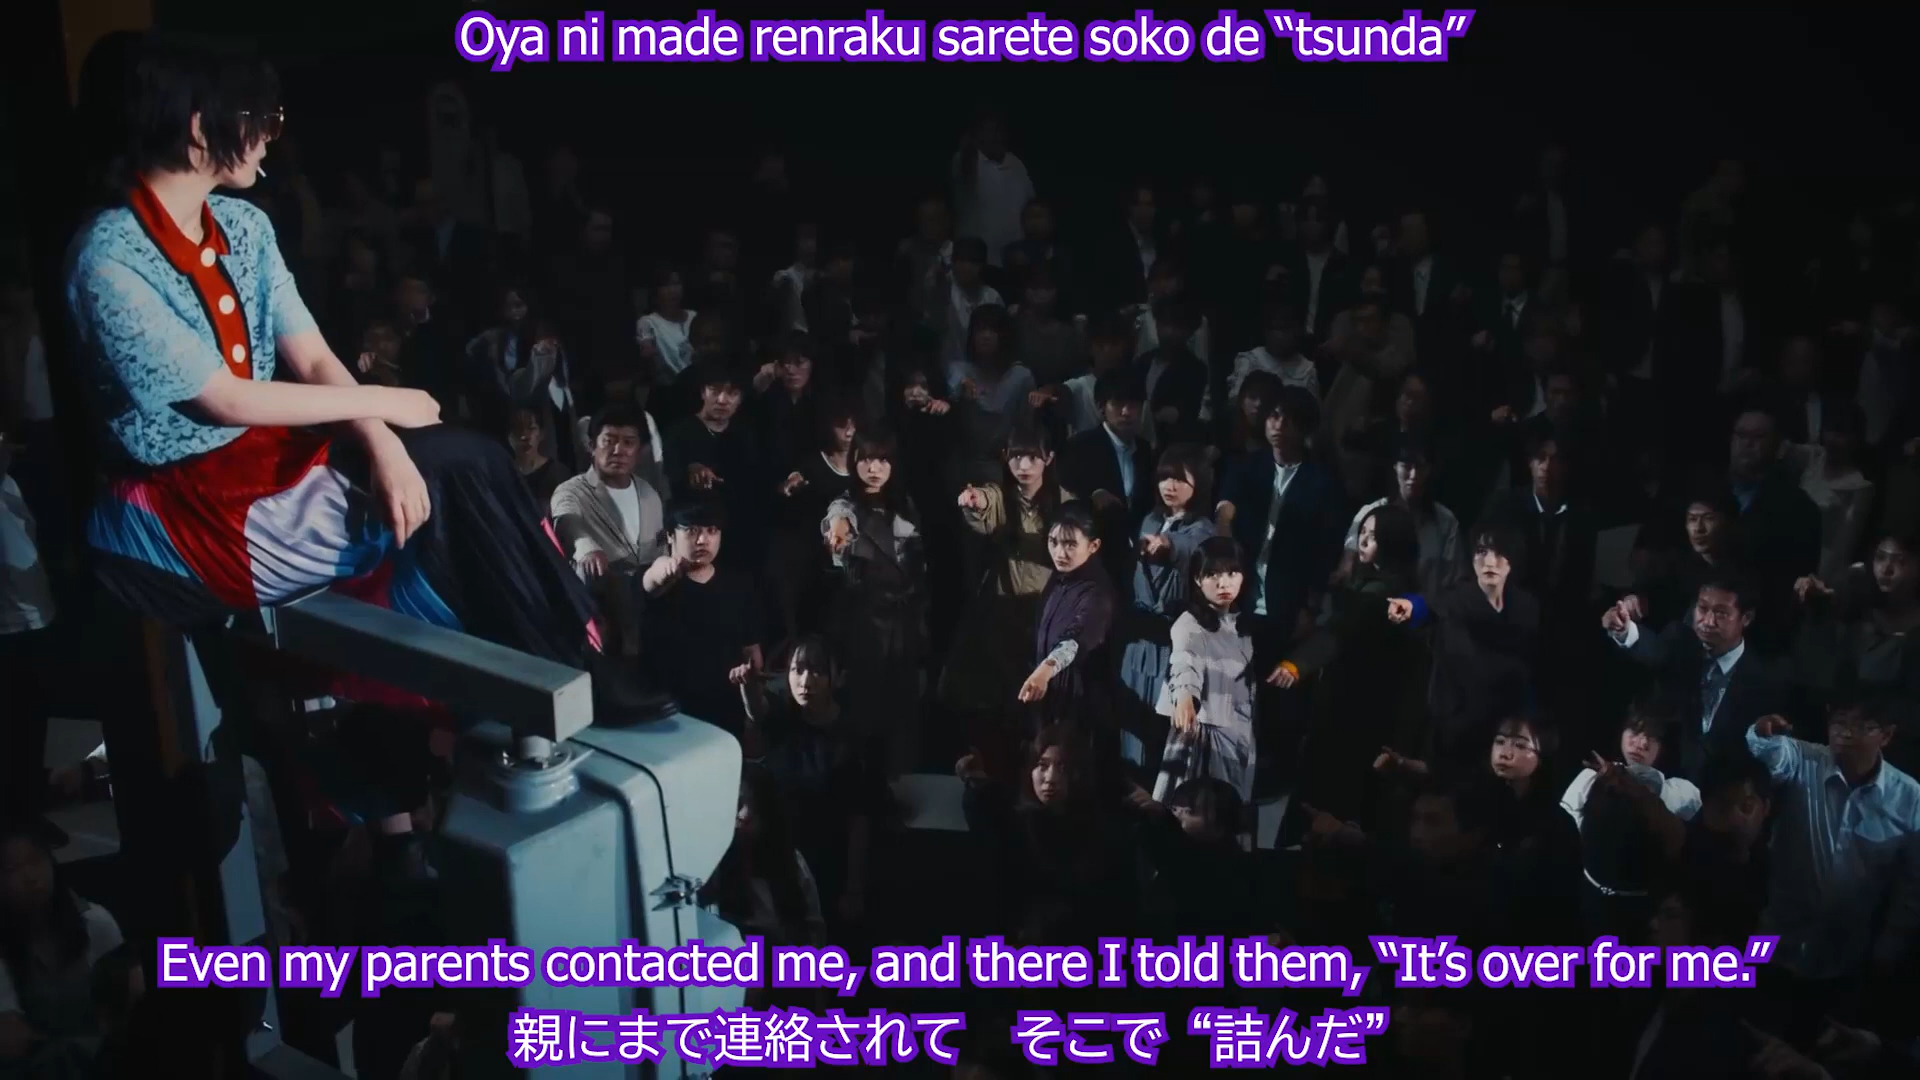 Oya ni made renraku sarete soko de “tsunda”
Even my parents contacted me, and there I told them, “It’s over for me.”
親にまで連絡されて　そこで“詰んだ”